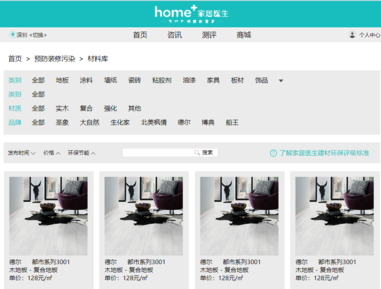 home+家居医生
深圳 <切换> 首页 咨讯 测评 商城 个人中心
首页 > 预防装修污染 > 材料库
类别 全部 地板 涂料 墙纸 瓷砖 粘胶剂 油漆 家具 板材 饰品
类别 全部
材质 全部 实木 复合 强化 其他
品牌 全部 圣象 大自然 生化家 北美枫情 德尔 博典 船王
发布时间 价格 环保节能 搜索 了解家居医生建材环保评级标准
德尔 都市系列3001 德尔 都市系列3001 德尔 都市系列3001 德尔 都市系列3001
木地板 - 复合地板 木地板 - 复合地板 木地板 - 复合地板 木地板 - 复合地板
单价：128元/㎡ 单价：128元/㎡ 单价：128元/㎡ 单价：128元/㎡